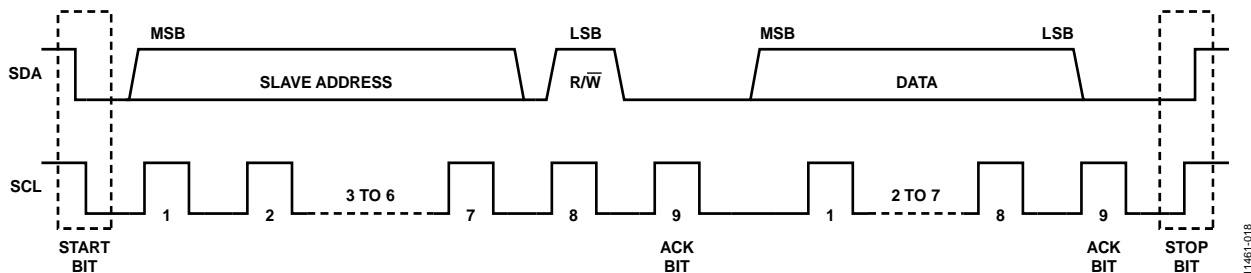 MSB LSB MSB LSB
SDA SLAVE ADDRESS R/W̅ DATA
SCL 3 TO 6 2 TO 7
1 2 7 8 9 1 8 9
START BIT
ACK BIT
ACK BIT
STOP BIT
11461-018